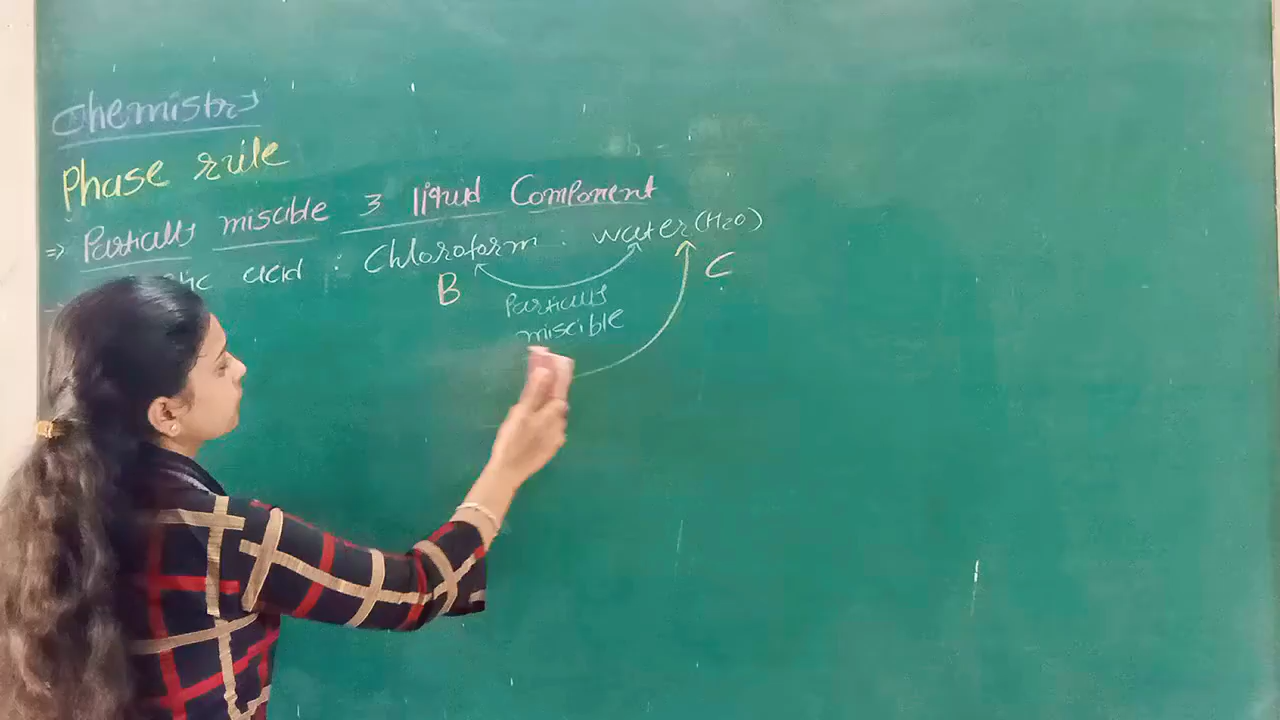 Chemistry
Phase rule
⇒ Partially miscible 3 liquid Component
acid : Chloroform : water (H2O)
B C
Partially
miscible